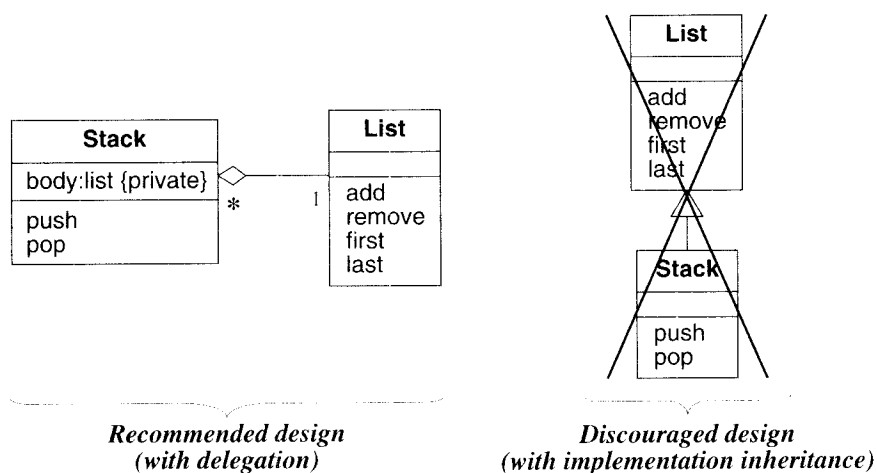 Stack
body:list {private}
push
pop
*
1
List
add
remove
first
last
Recommended design
(with delegation)
List
add
remove
first
last
Stack
push
pop
Discouraged design
(with implementation inheritance)